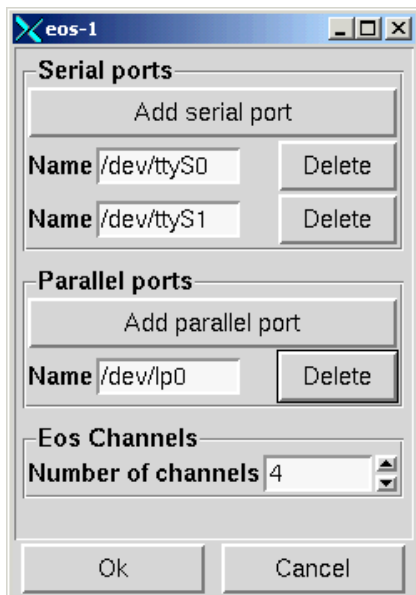 eos-1
Serial ports
Add serial port
Name /dev/ttyS0 Delete
Name /dev/ttyS1 Delete
Parallel ports
Add parallel port
Name /dev/lp0 Delete
Eos Channels
Number of channels 4
Ok Cancel